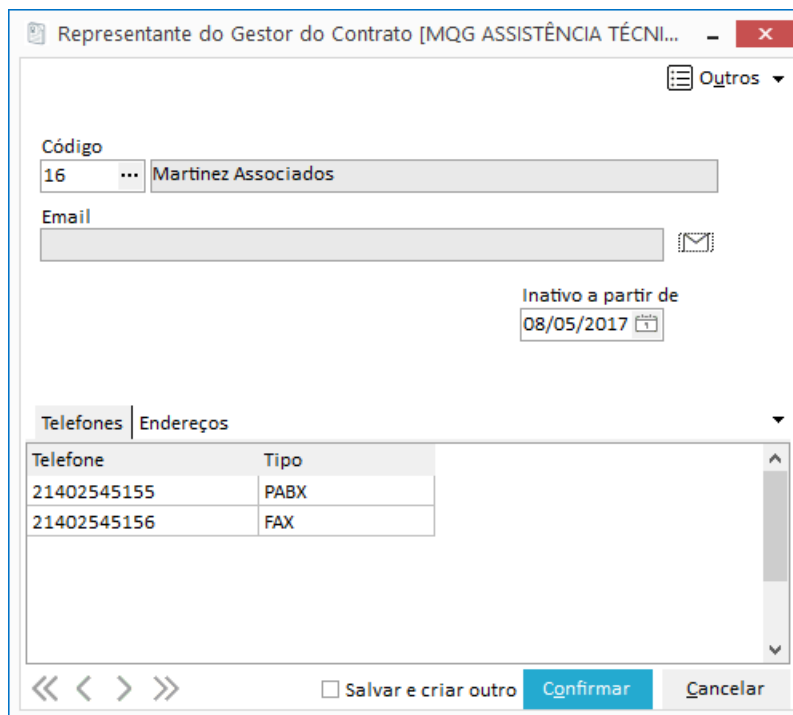 Representante do Gestor do Contrato [MQG ASSISTÊNCIA TÉCNI...
Outros
Código
16 ... Martinez Associados
Email
Inativo a partir de
08/05/2017
Telefones Endereços
Telefone Tipo
21402545155 PABX
21402545156 FAX
Salvar e criar outro Confirmar Cancelar